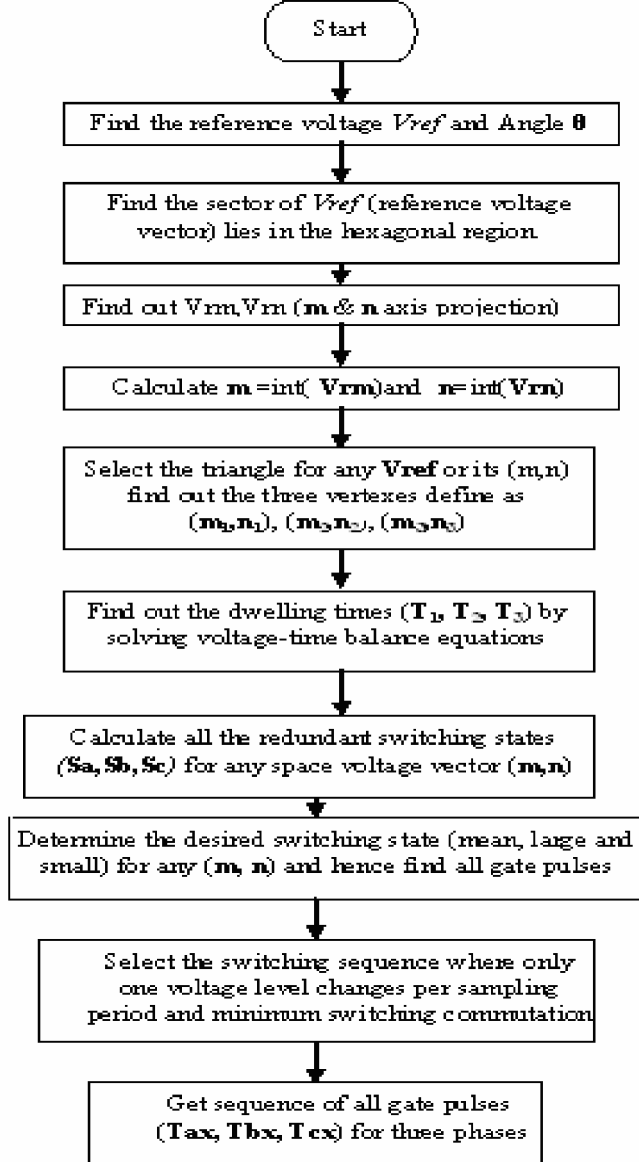 Start
Find the reference voltage Vref and Angle θ
Find the sector of Vref (reference voltage
vector) lies in the hexagonal region
Find out Vrm,Vrn (m & n axis projection)
Calculate m =int( Vrm)and n=int(Vrn)
Select the triangle for any Vref or its (m,n)
find out the three vertexes define as
(m₁,n₁), (m₂,n₂), (m₃,n₃)
Find out the dwelling times (T₁, T₂, T₃) by
solving voltage-time balance equations
Calculate all the redundant switching states
(Sa, Sb, Sc) for any space voltage vector (m,n)
Determine the desired switching state (mean, large and
small) for any (m, n) and hence find all gate pulses
Select the switching sequence where only
one voltage level changes per sampling
period and minimum switching commutation
Get sequence of all gate pulses
(Tax, Tbx, Tcx) for three phases